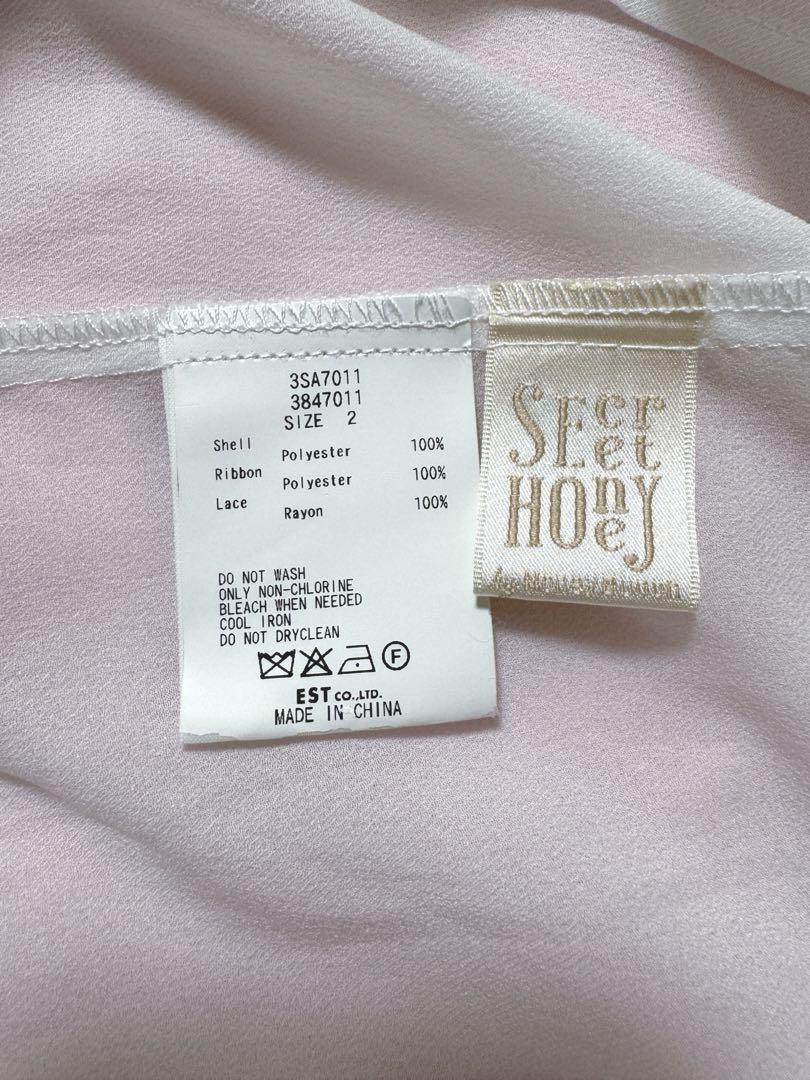 3SA7011
3847011
SIZE 2
Shell Polyester 100%
Ribbon Polyester 100%
Lace Rayon 100%
DO NOT WASH
ONLY NON-CHLORINE
BLEACH WHEN NEEDED
COOL IRON
DO NOT DRYCLEAN
F
EST CO.,LTD.
MADE IN CHINA
SEcret
HOneY